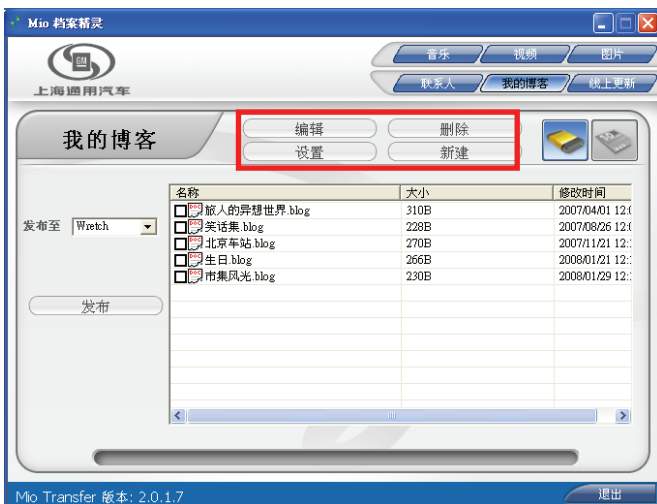 Mio 档案精灵
GM
上海通用汽车
音乐 视频 图片
联系人 我的博客 线上更新
我的博客
编辑 删除
设置 新建
发布至 Wretch
发布
名称 大小 修改时间
旅人的异想世界.blog 310B 2007/04/01 12:0
笑话集.blog 228B 2007/08/26 12:0
北京车站.blog 270B 2007/11/21 12:
生日.blog 266B 2008/01/21 12:
市集风光.blog 230B 2008/01/29 12:
Mio Transfer 版本: 2.0.1.7
退出